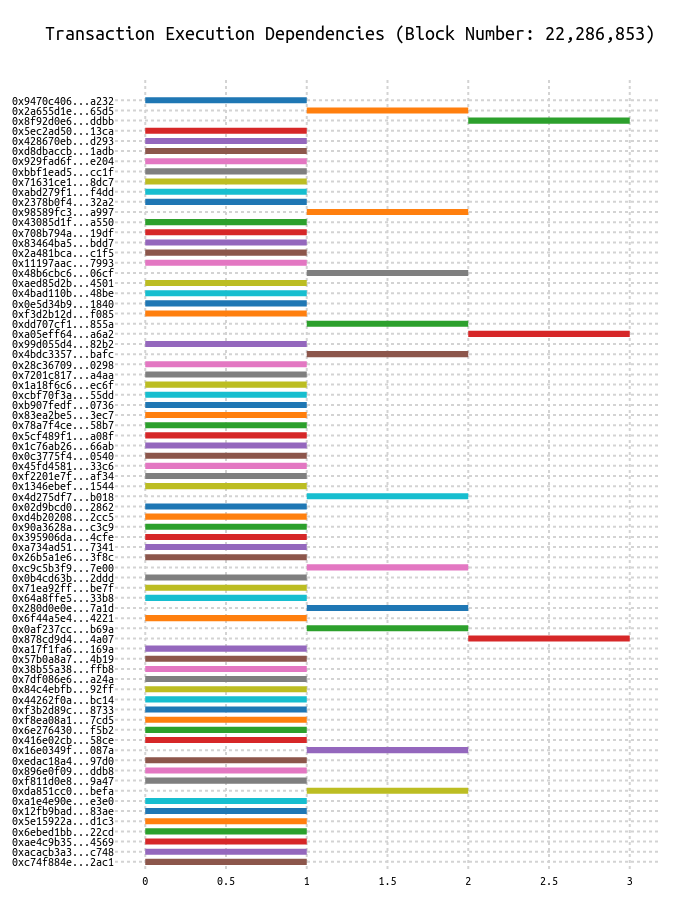 Transaction Execution Dependencies (Block Number: 22,286,853)
0x9470c406...a232
0x2a655d1e...65d5
0x8f92d0e6...ddbb
0x5ec2ad50...13ca
0x428670eb...d293
0xd8dbaccb...1adb
0x929fad6f...e204
0xbbf1ead5...cc1f
0x71631ce1...8dc7
0xabd279f1...f4dd
0x2378b0f4...32a2
0x98589fc3...a997
0x43085d1f...a550
0x708b794a...19df
0x83464ba5...bdd7
0x2a481bca...c1f5
0x11197aac...7993
0x48b6cbc6...06cf
0xaed85d2b...4501
0x4bad110b...48be
0x0e5d34b9...1840
0xf3d2b12d...f085
0xdd707cf1...855a
0xa05eff64...a6a2
0x99d055d4...82b2
0x4bdc3357...bafc
0x28c36709...0298
0x7201c817...a4aa
0x1a18f6c6...ec6f
0xcbf70f3a...55dd
0xb907fedf...0736
0x83ea2be5...3ec7
0x78a7f4ce...58b7
0x5cf489f1...a08f
0x1c76ab26...66ab
0x0c3775f4...0540
0x45fd4581...33c6
0xf2201e7f...af34
0x1346ebef...1544
0x4d275df7...b018
0x02d9bcd0...2862
0xd4b20208...2cc5
0x90a3628a...c3c9
0x395906da...4cfe
0xa734ad51...7341
0x26b5a1e6...3f8c
0xc9c5b3f9...7e00
0x0b4cd63b...2ddd
0x71ea92ff...be7f
0x64a8ffe5...33b8
0x280d0e0e...7a1d
0x6f44a5e4...4221
0x0af237cc...b69a
0x878cd9d4...4a07
0xa17f1fa6...169a
0x57b0a8a7...4b19
0x38b55a38...ffb8
0x7df086e6...a24a
0x84c4ebfb...92ff
0x44262f0a...bc14
0xf3b2d89c...8733
0xf8ea08a1...7cd5
0x6e276430...f5b2
0x416e02cb...58ce
0x16e0349f...087a
0xedac18a4...97d0
0x896e0f09...ddb8
0xf811d0e8...9a47
0xda851cc0...befa
0xa1e4e90e...e3e0
0x12fb9bad...83ae
0x5e15922a...d1c3
0x6ebed1bb...22cd
0xae4c9b35...4569
0xacacb3a3...c748
0xc74f884e...2ac1
0 0.5 1 1.5 2 2.5 3